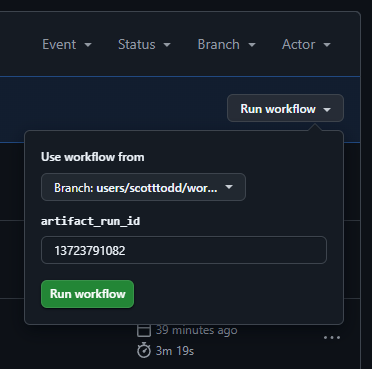 Event Status Branch Actor
Run workflow
Use workflow from
Branch: users/scotttodd/wor...
artifact_run_id
13723791082
Run workflow
39 minutes ago
3m 19s
...